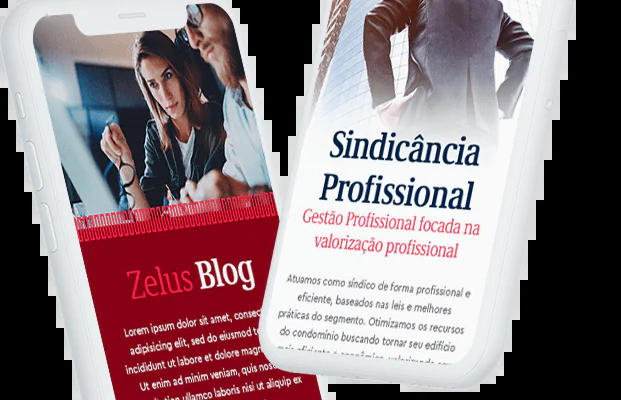 Zelus Blog
Lorem ipsum dolor sit amet, consec
adipisicing elit, sed do eiusmod te
incididunt ut labore et dolore magn
Ut enim ad minim veniam, quis nos
ullamco laboris nisi ut aliquip ex
Sindicância
Profissional
Gestão Profissional focada na
valorização profissional
Atuamos como síndico de forma profissional e
eficiente, baseados nas leis e melhores
práticas do segmento. Otimizamos os recursos
do condomínio buscando tornar seu edifício